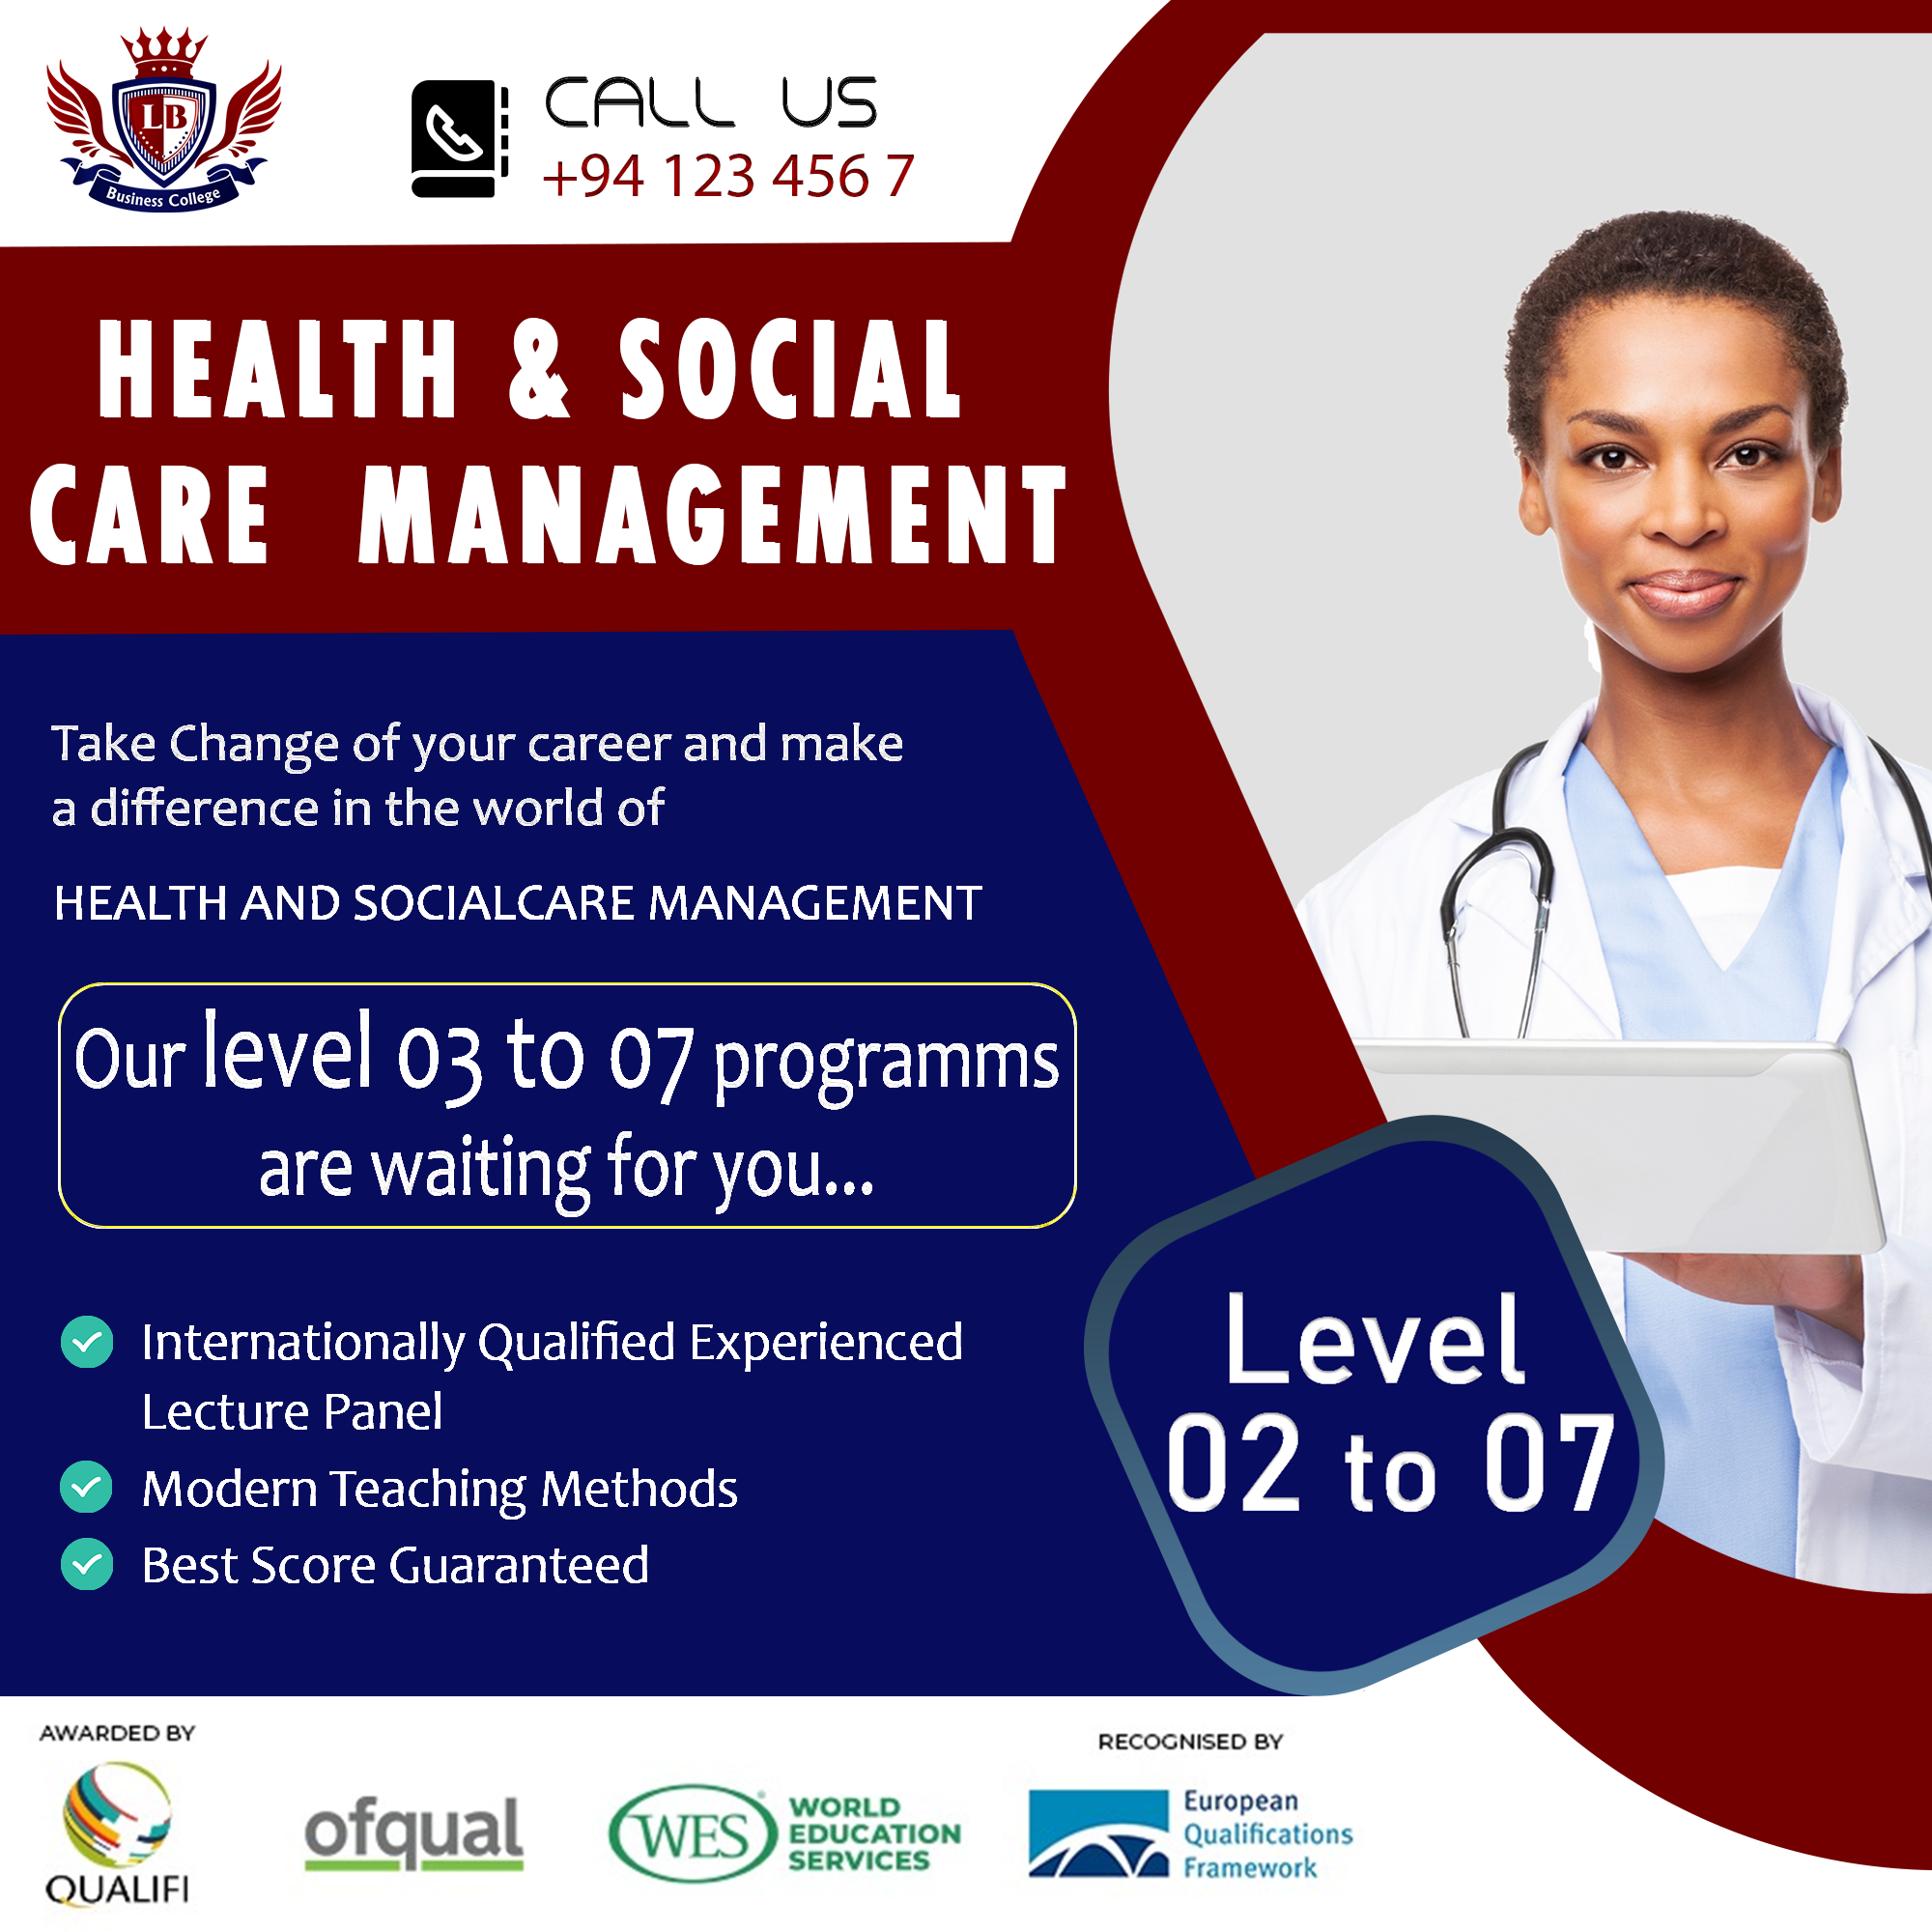 LB
Business College
CALL US
+94 123 456 7
HEALTH & SOCIAL
CARE MANAGEMENT
Take Change of your career and make
a difference in the world of
HEALTH AND SOCIALCARE MANAGEMENT
Our level 03 to 07 programms
are waiting for you...
Internationally Qualified Experienced
Lecture Panel
Modern Teaching Methods
Best Score Guaranteed
Level
02 to 07
AWARDED BY
QUALIFI
ofqual
WES
WORLD
EDUCATION
SERVICES
RECOGNISED BY
European
Qualifications
Framework